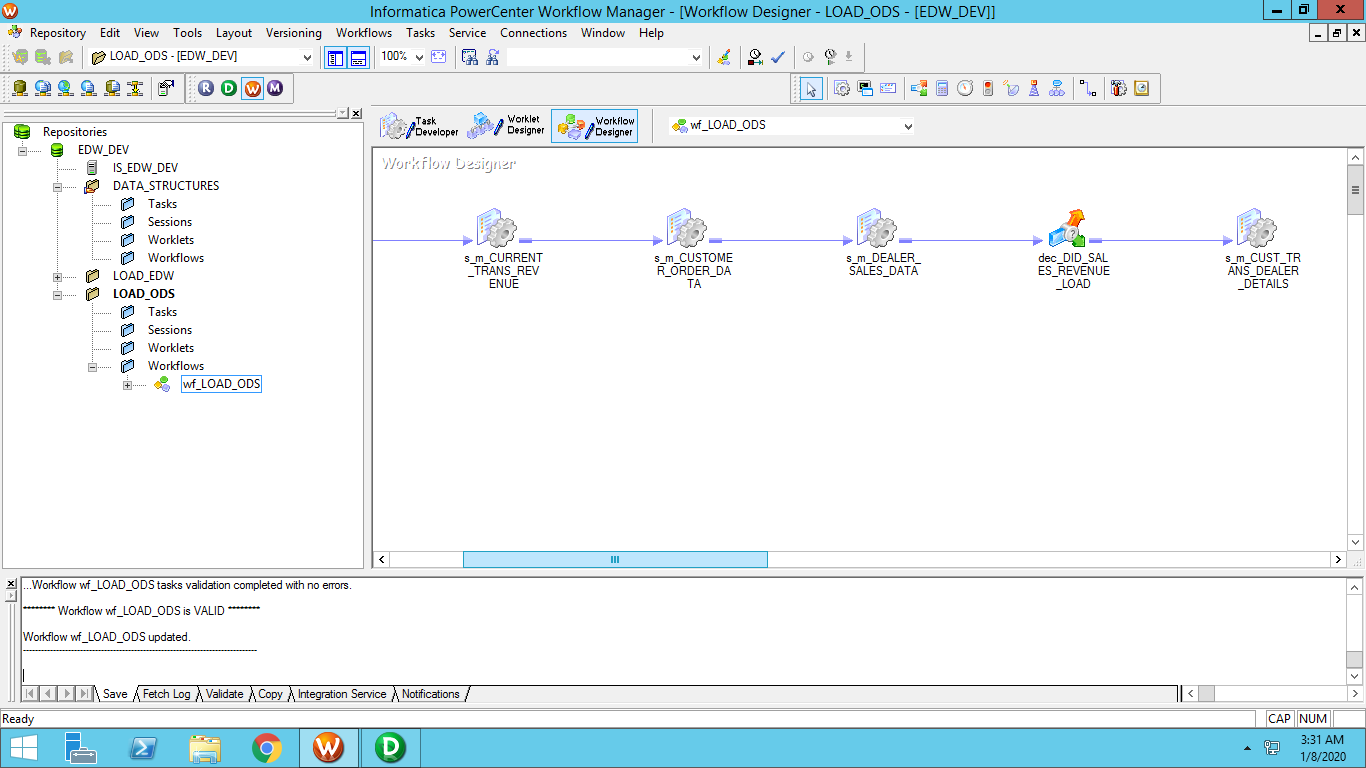 Informatica PowerCenter Workflow Manager - [Workflow Designer - LOAD_ODS - [EDW_DEV]]
Repository Edit View Tools Layout Versioning Workflows Tasks Service Connections Window Help
LOAD_ODS - [EDW_DEV]
100%
R D W M
Task Developer
Worklet Designer
Workflow Designer
wf_LOAD_ODS
Repositories
EDW_DEV
IS_EDW_DEV
DATA_STRUCTURES
Tasks
Sessions
Worklets
Workflows
LOAD_EDW
LOAD_ODS
Tasks
Sessions
Worklets
Workflows
wf_LOAD_ODS
Workflow Designer
s_m_CURRENT
_TRANS_REV
ENUE
s_m_CUSTOME
R_ORDER_DA
TA
s_m_DEALER_
SALES_DATA
dec_DID_SAL
ES_REVENUE
_LOAD
s_m_CUST_TR
ANS_DEALER
_DETAILS
...Workflow wf_LOAD_ODS tasks validation completed with no errors.
******** Workflow wf_LOAD_ODS is VALID ********
Workflow wf_LOAD_ODS updated.
Save Fetch Log Validate Copy Integration Service Notifications
Ready
CAP NUM
3:31 AM
1/8/2020